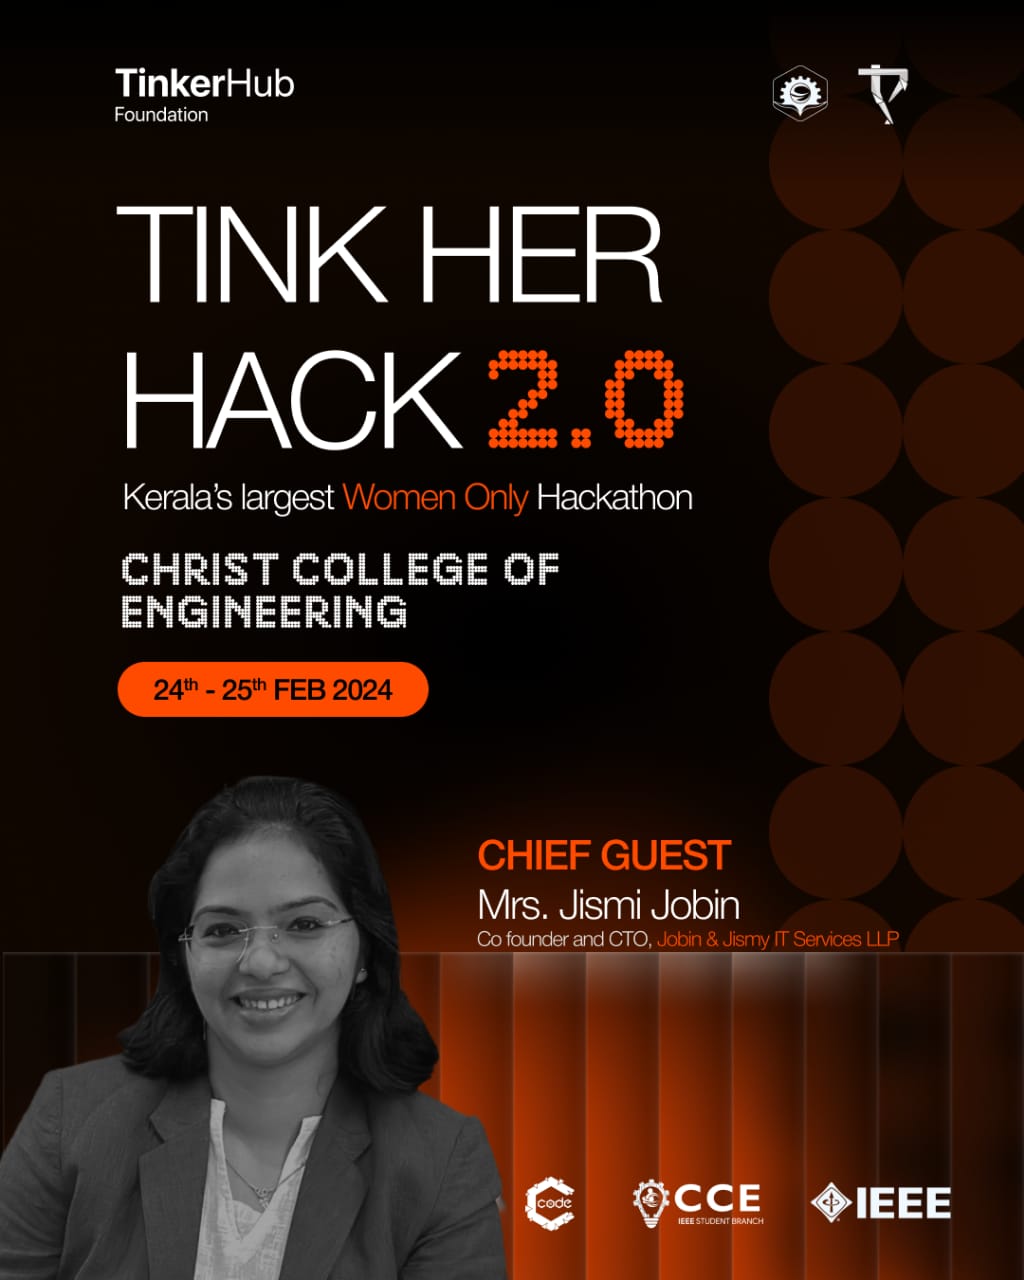 TinkerHub
Foundation
TINK HER
HACK 2.0
Kerala's largest Women Only Hackathon
CHRIST COLLEGE OF
ENGINEERING
24th - 25th FEB 2024
CHIEF GUEST
Mrs. Jismi Jobin
Co founder and CTO, Jobin & Jismy IT Services LLP
code
CCE
IEEE STUDENT BRANCH
IEEE